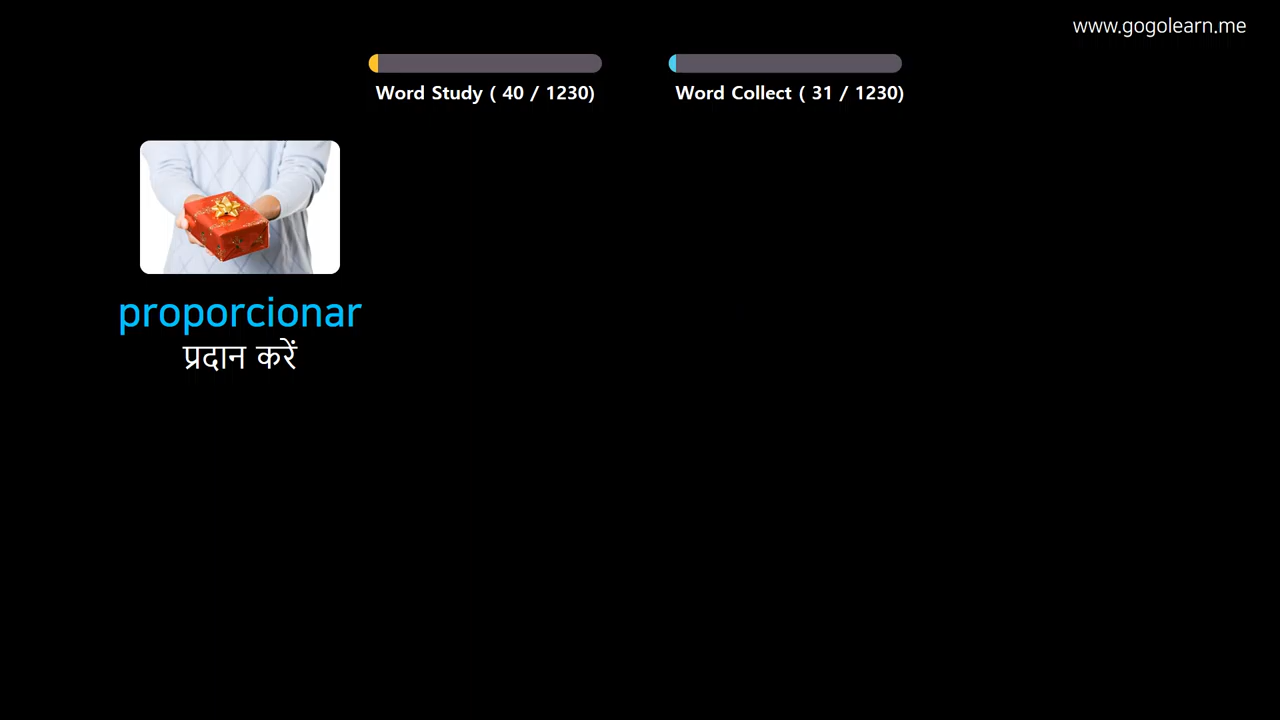 www.gogolearn.me
Word Study ( 40 / 1230)
Word Collect ( 31 / 1230)
proporcionar
प्रदान करें